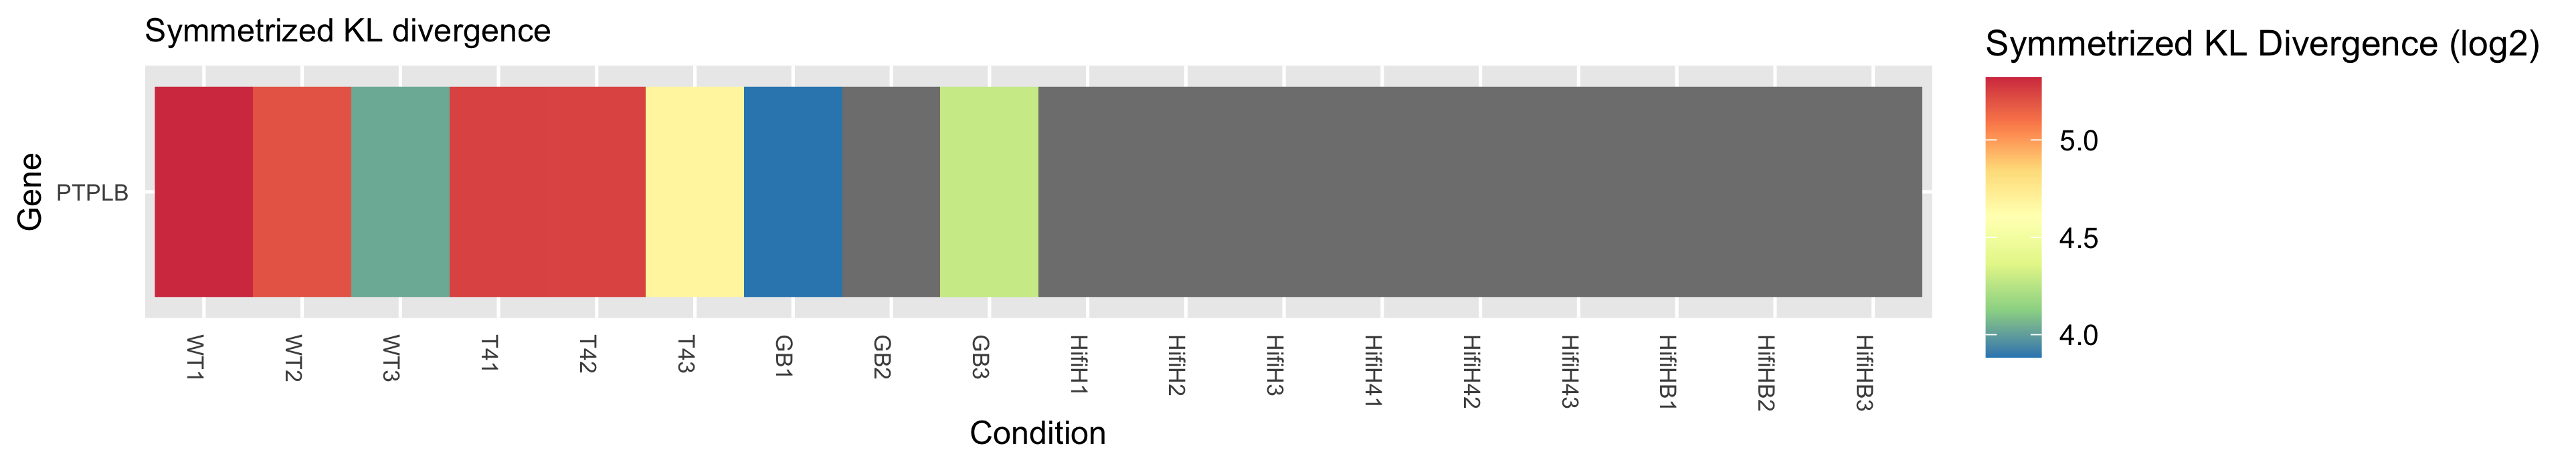 Symmetrized KL divergence
Symmetrized KL Divergence (log2)
5.0
4.5
4.0
Gene
PTPLB
WT1
WT2
WT3
T41
T42
T43
GB1
GB2
GB3
HifiH1
HifiH2
HifiH3
HifiH41
HifiH42
HifiH43
HifiHB1
HifiHB2
HifiHB3
Condition